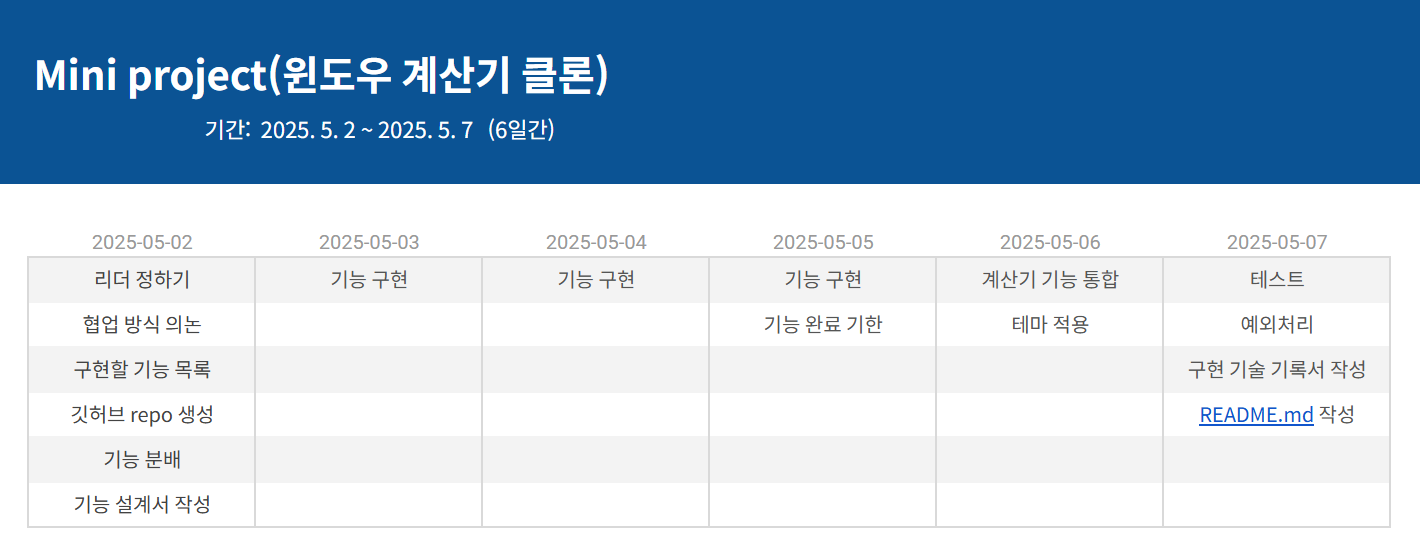 Mini project(윈도우 계산기 클론)
기간: 2025. 5. 2 ~ 2025. 5. 7 (6일간)
2025-05-02 2025-05-03 2025-05-04 2025-05-05 2025-05-06 2025-05-07
리더 정하기 기능 구현 기능 구현 기능 구현 계산기 기능 통합 테스트
협업 방식 의논 기능 완료 기한 테마 적용 예외처리
구현할 기능 목록 구현 기술 기록서 작성
깃허브 repo 생성 README.md 작성
기능 분배
기능 설계서 작성